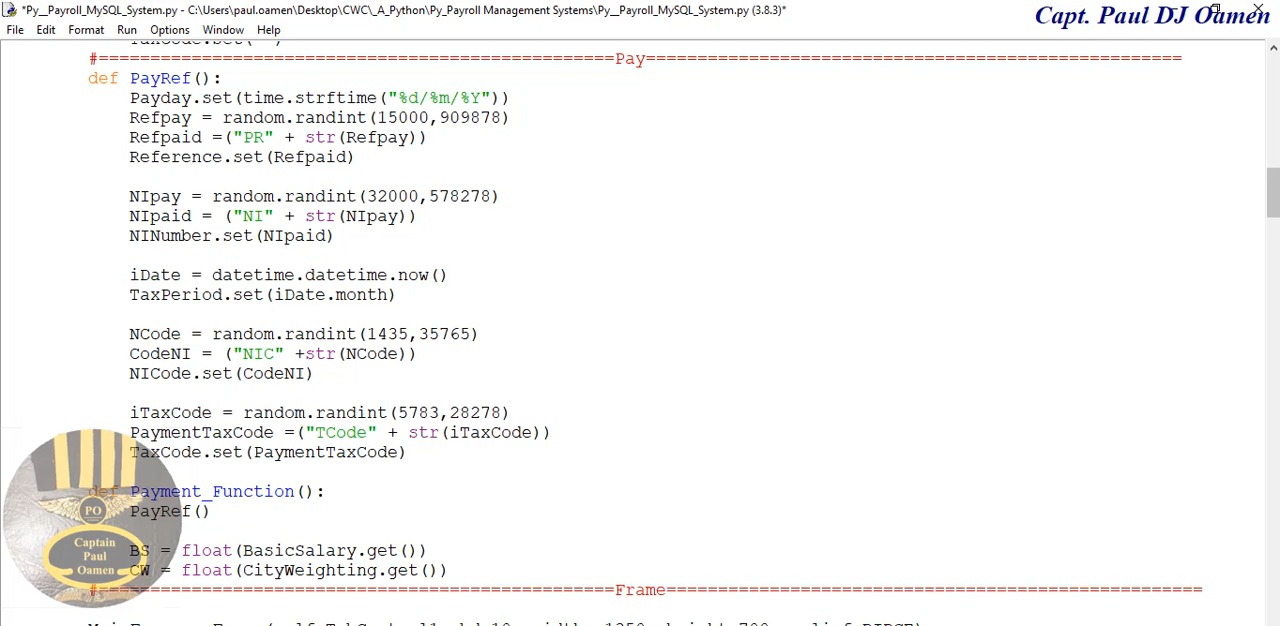 *Py__Payroll_MySQL_System.py - C:\Users\paul.oamen\Desktop\CWC\_A_Python\Py_Payroll Management Systems\Py__Payroll_MySQL_System.py (3.8.3)*
Capt. Paul DJ Oamen
File Edit Format Run Options Window Help
#==================================================Pay====================================================
def PayRef():
Payday.set(time.strftime("%d/%m/%Y"))
Refpay = random.randint(15000,909878)
Refpaid =("PR" + str(Refpay))
Reference.set(Refpaid)
NIpay = random.randint(32000,578278)
NIpaid = ("NI" + str(NIpay))
NINumber.set(NIpaid)
iDate = datetime.datetime.now()
TaxPeriod.set(iDate.month)
NCode = random.randint(1435,35765)
CodeNI = ("NIC" +str(NCode))
NICode.set(CodeNI)
iTaxCode = random.randint(5783,28278)
PaymentTaxCode =("TCode" + str(iTaxCode))
TaxCode.set(PaymentTaxCode)
def Payment_Function():
PayRef()
BS = float(BasicSalary.get())
CW = float(CityWeighting.get())
#==================================================Frame====================================================
PO
Captain
Paul
Oamen